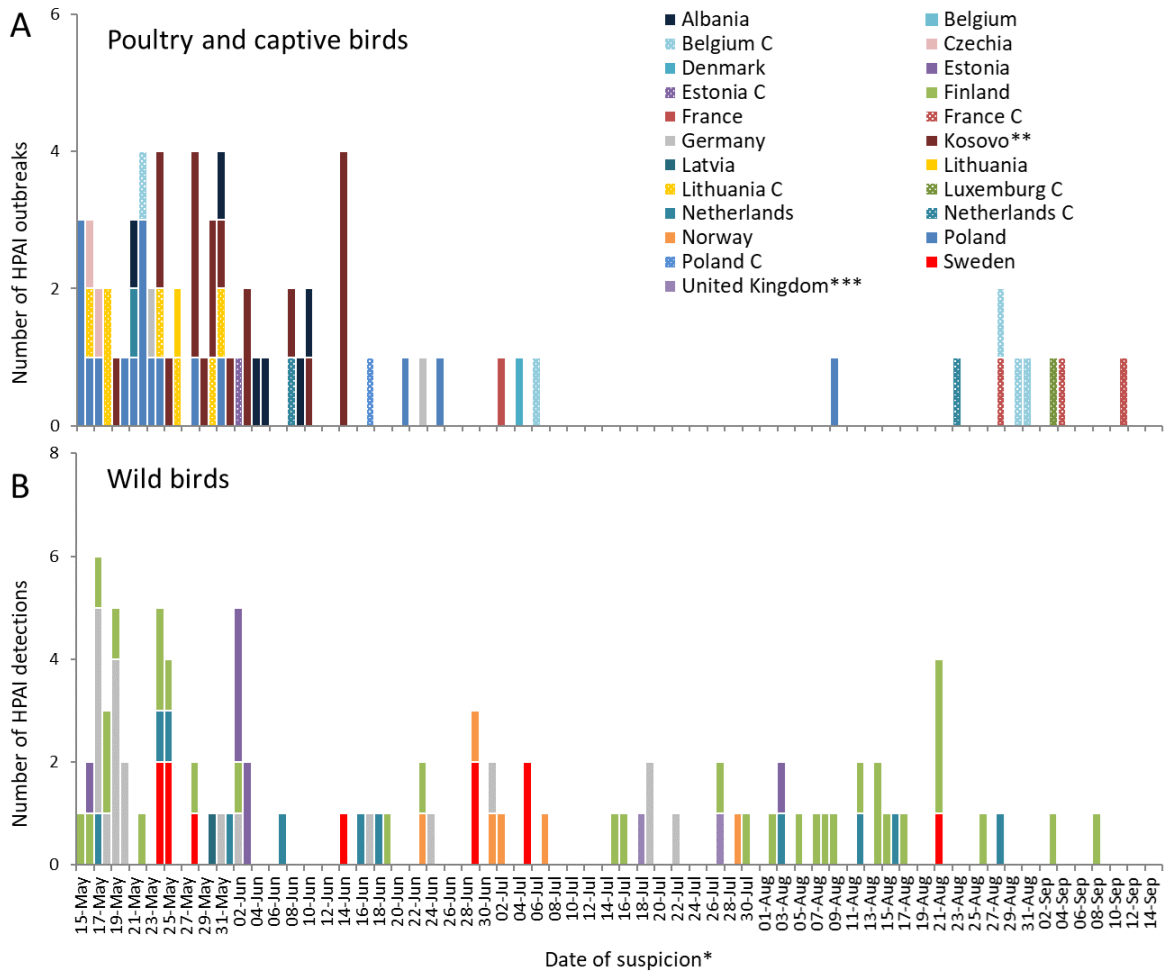 A
Poultry and captive birds
Number of HPAI outbreaks
6
4
2
0
Albania
Belgium
Belgium C
Czechia
Denmark
Estonia
Estonia C
Finland
France
France C
Germany
Kosovo**
Latvia
Lithuania
Lithuania C
Luxemburg C
Netherlands
Netherlands C
Norway
Poland
Poland C
Sweden
United Kingdom***
B
Wild birds
Number of HPAI detections
8
6
4
2
0
15-May
17-May
19-May
21-May
23-May
25-May
27-May
29-May
31-May
02-Jun
04-Jun
06-Jun
08-Jun
10-Jun
12-Jun
14-Jun
16-Jun
18-Jun
20-Jun
22-Jun
24-Jun
26-Jun
28-Jun
30-Jun
02-Jul
04-Jul
06-Jul
08-Jul
10-Jul
12-Jul
14-Jul
16-Jul
18-Jul
20-Jul
22-Jul
24-Jul
26-Jul
28-Jul
30-Jul
01-Aug
03-Aug
05-Aug
07-Aug
09-Aug
11-Aug
13-Aug
15-Aug
17-Aug
19-Aug
21-Aug
23-Aug
25-Aug
27-Aug
29-Aug
31-Aug
02-Sep
04-Sep
06-Sep
08-Sep
10-Sep
12-Sep
14-Sep
Date of suspicion*